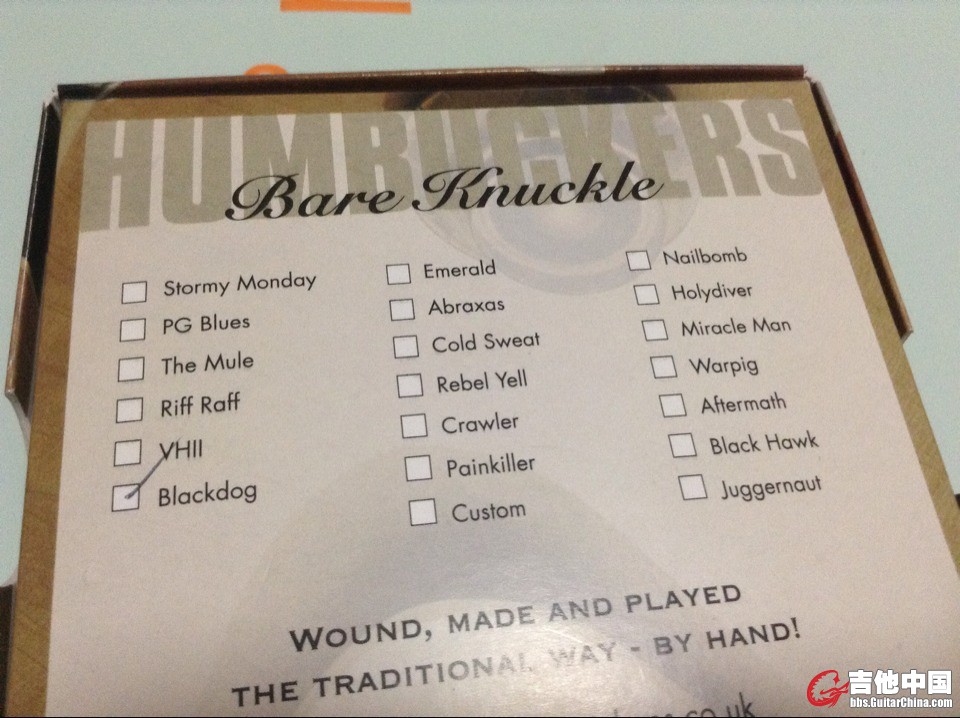 HUMBUCKERS
Bare Knuckle
Stormy Monday
PG Blues
The Mule
Riff Raff
VHII
Blackdog
Emerald
Abraxas
Cold Sweat
Rebel Yell
Crawler
Painkiller
Custom
Nailbomb
Holydiver
Miracle Man
Warpig
Aftermath
Black Hawk
Juggernaut
WOUND, MADE AND PLAYED
THE TRADITIONAL WAY - BY HAND!
.co.uk
吉他中国
bbs.GuitarChina.com